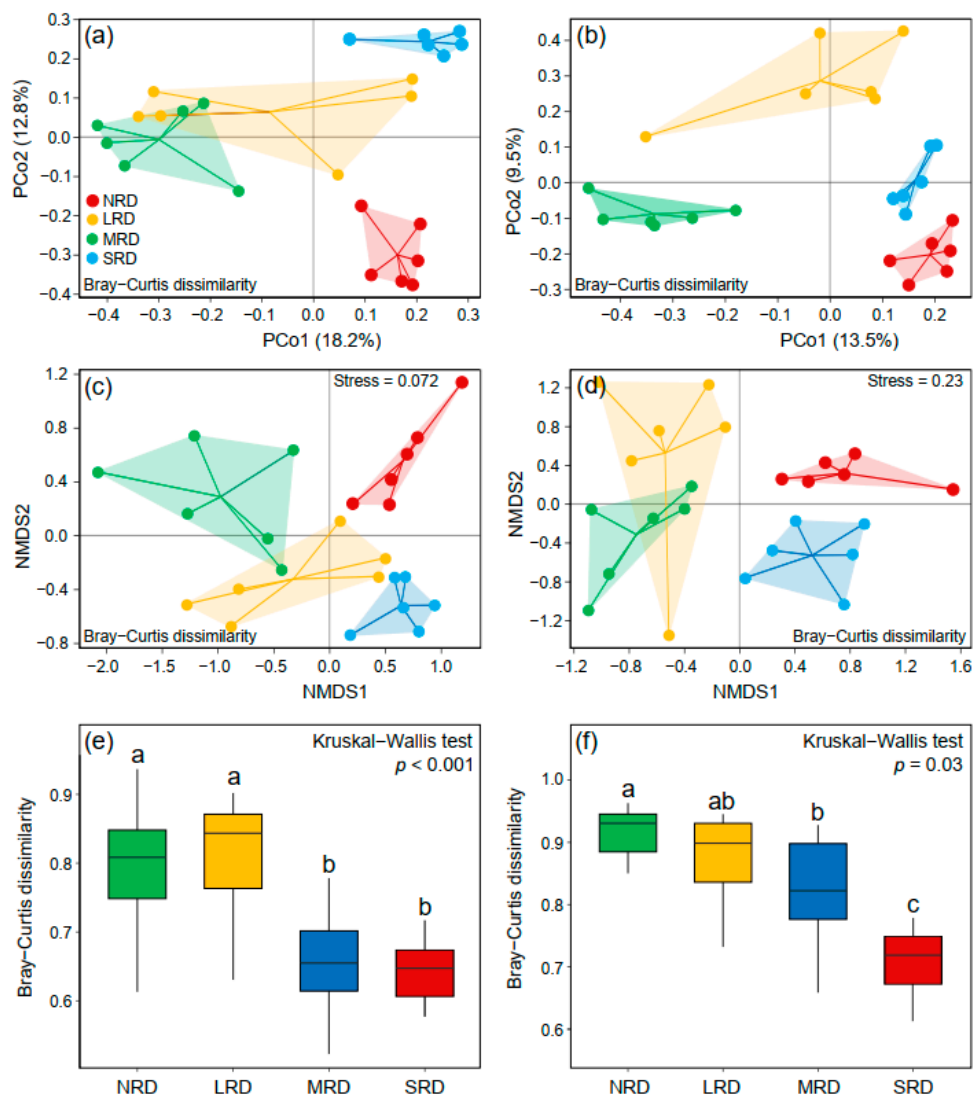 (a)
0.3
0.2
0.1
0.0
−0.1
−0.2
−0.3
−0.4
PCo2 (12.8%)
NRD
LRD
MRD
SRD
Bray−Curtis dissimilarity
−0.4 −0.3 −0.2 −0.1 0.0 0.1 0.2 0.3
PCo1 (18.2%)
(b)
0.4
0.3
0.2
0.1
0.0
−0.1
−0.2
−0.3
PCo2 (9.5%)
Bray−Curtis dissimilarity
−0.4 −0.3 −0.2 −0.1 0.0 0.1 0.2
PCo1 (13.5%)
(c)
Stress = 0.072
1.2
0.8
0.4
0.0
−0.4
−0.8
NMDS2
Bray−Curtis dissimilarity
−2.0 −1.5 −1.0 −0.5 0.0 0.5 1.0
NMDS1
(d)
Stress = 0.23
1.2
0.8
0.4
0.0
−0.4
−0.8
−1.2
NMDS2
Bray−Curtis dissimilarity
−1.2 −0.8 −0.4 0.0 0.4 0.8 1.2 1.6
NMDS1
(e)
Kruskal−Wallis test
p < 0.001
a
a
b
b
0.9
0.8
0.7
0.6
Bray−Curtis dissimilarity
NRD LRD MRD SRD
(f)
Kruskal−Wallis test
p = 0.03
a
ab
b
c
1.0
0.9
0.8
0.7
0.6
Bray−Curtis dissimilarity
NRD LRD MRD SRD